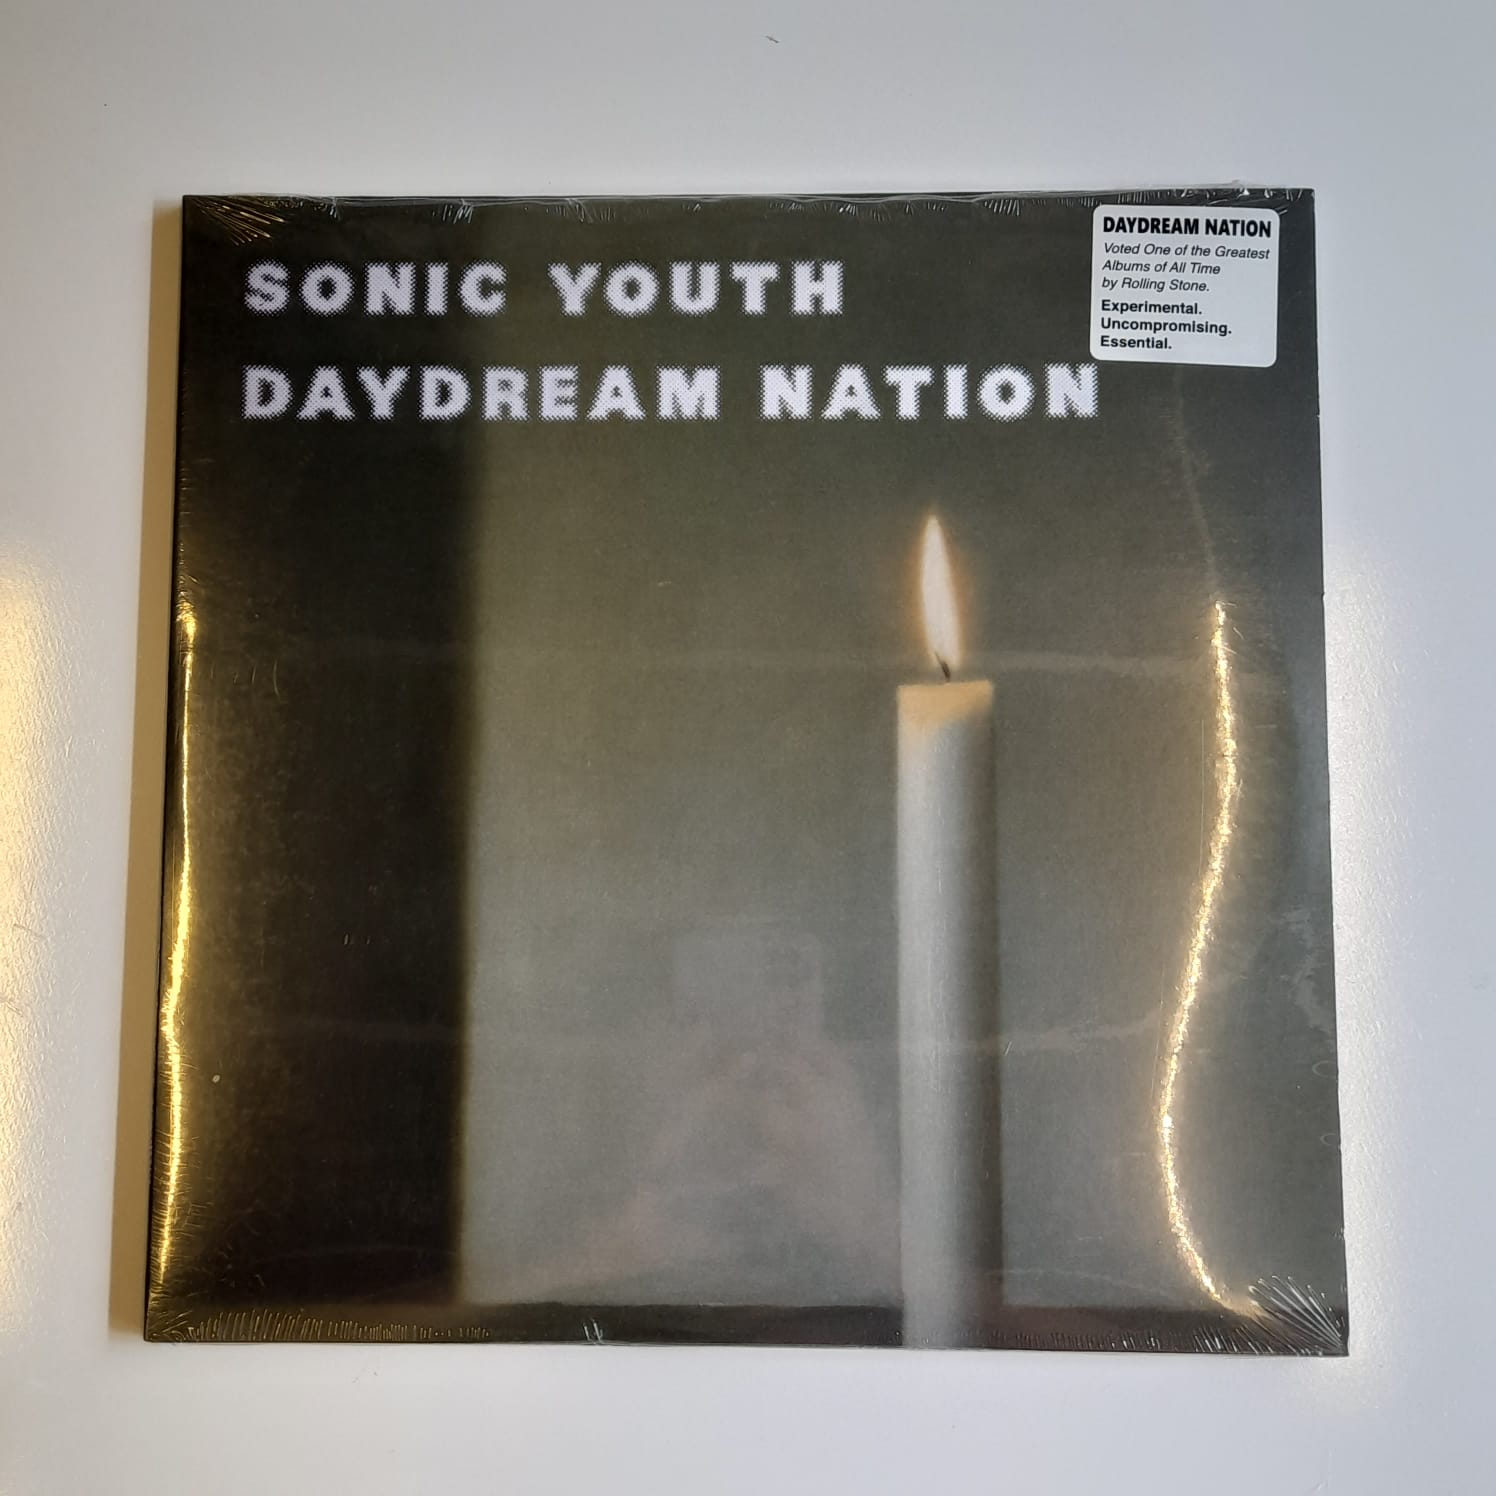 SONIC YOUTH
DAYDREAM NATION
DAYDREAM NATION
Voted One of the Greatest
Albums of All Time
by Rolling Stone.
Experimental.
Uncompromising.
Essential.